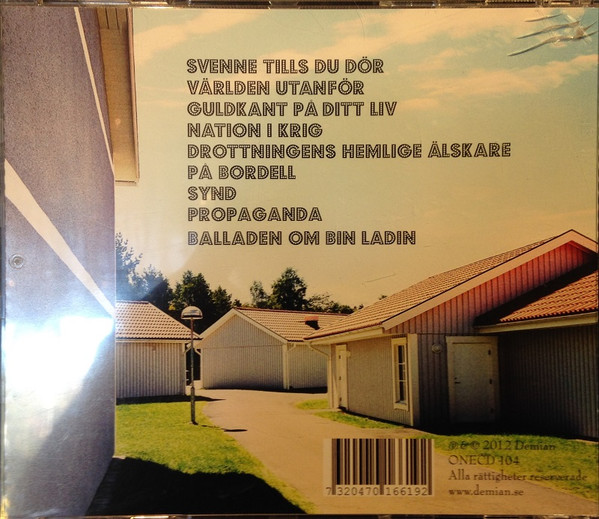 SVENNE TILLS DU DÖR
VÄRLDEN UTANFÖR
GULDKANT PÅ DITT LIV
NATION I KRIG
DROTTNINGENS HEMLIGE ÄLSKARE
PÅ BORDELL
SYND
PROPAGANDA
BALLADEN OM BIN LADIN
℗ & © 2012 Demian
ONECD 104
Alla rättigheter reserverade
www.demian.se
7 320470 166192